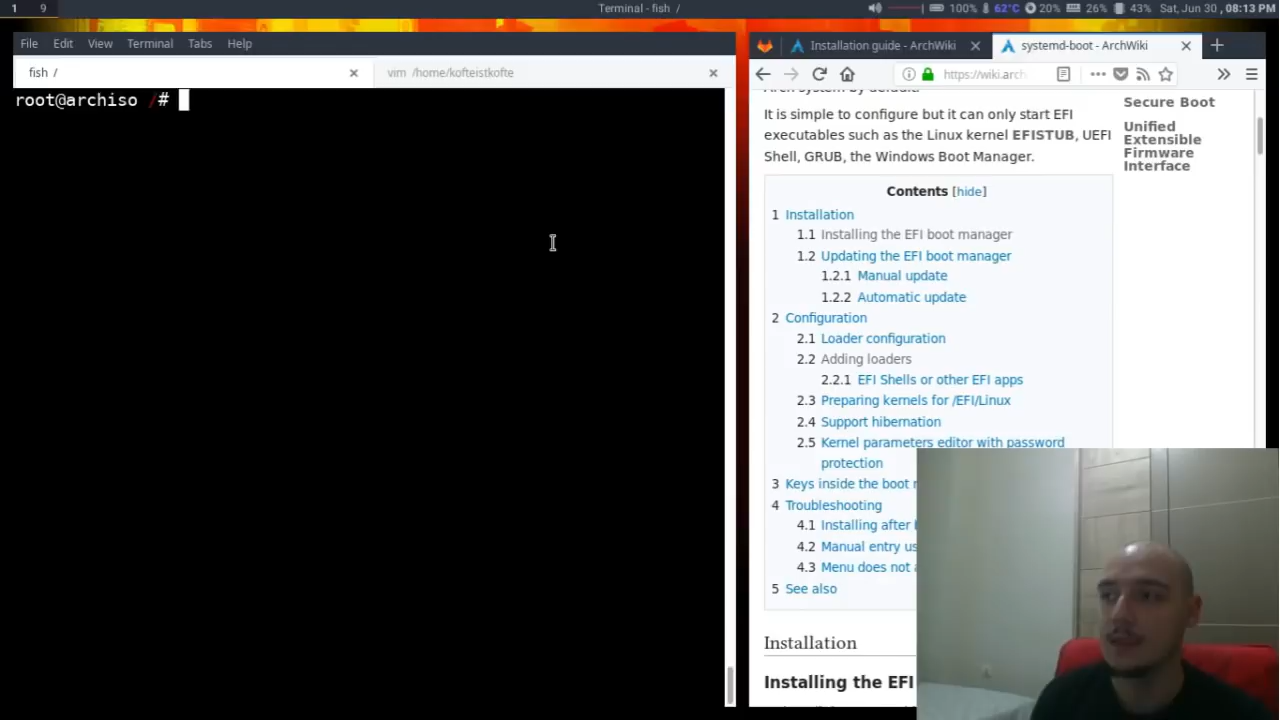 1 9 Terminal - fish / 100% 62°C 20% 26% 43% Sat, Jun 30 , 08:13 PM
File Edit View Terminal Tabs Help
fish / vim /home/kofteistkofte
root@archiso /#
Installation guide - ArchWiki systemd-boot - ArchWiki
https://wiki.arch
It is simple to configure but it can only start EFI
executables such as the Linux kernel EFISTUB, UEFI
Shell, GRUB, the Windows Boot Manager.
Contents [hide]
1 Installation
1.1 Installing the EFI boot manager
1.2 Updating the EFI boot manager
1.2.1 Manual update
1.2.2 Automatic update
2 Configuration
2.1 Loader configuration
2.2 Adding loaders
2.2.1 EFI Shells or other EFI apps
2.3 Preparing kernels for /EFI/Linux
2.4 Support hibernation
2.5 Kernel parameters editor with password
protection
3 Keys inside the boot
4 Troubleshooting
4.1 Installing after
4.2 Manual entry
4.3 Menu does not
5 See also
Installation
Installing the EFI
Secure Boot
Unified
Extensible
Firmware
Interface